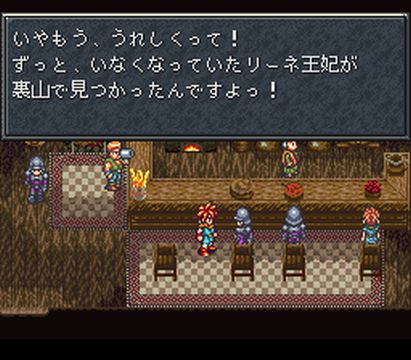 いやもう、うれしくって！
ずっと、いなくなっていたリーネ王妃が
裏山で見つかったんですよっ！